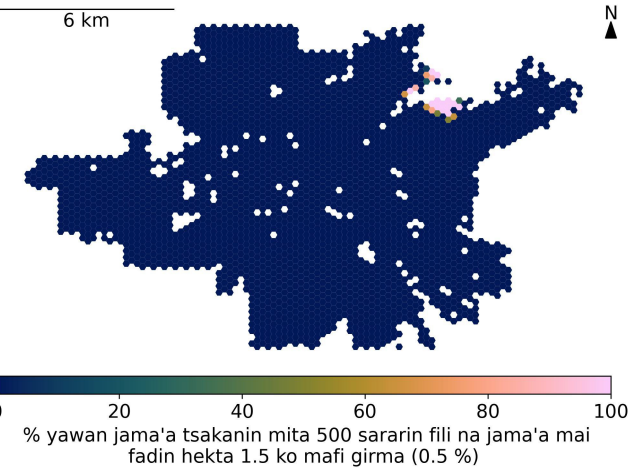 6 km
N
0 20 40 60 80 100
% yawan jama'a tsakanin mita 500 sararin fili na jama'a mai
fadin hekta 1.5 ko mafi girma (0.5 %)